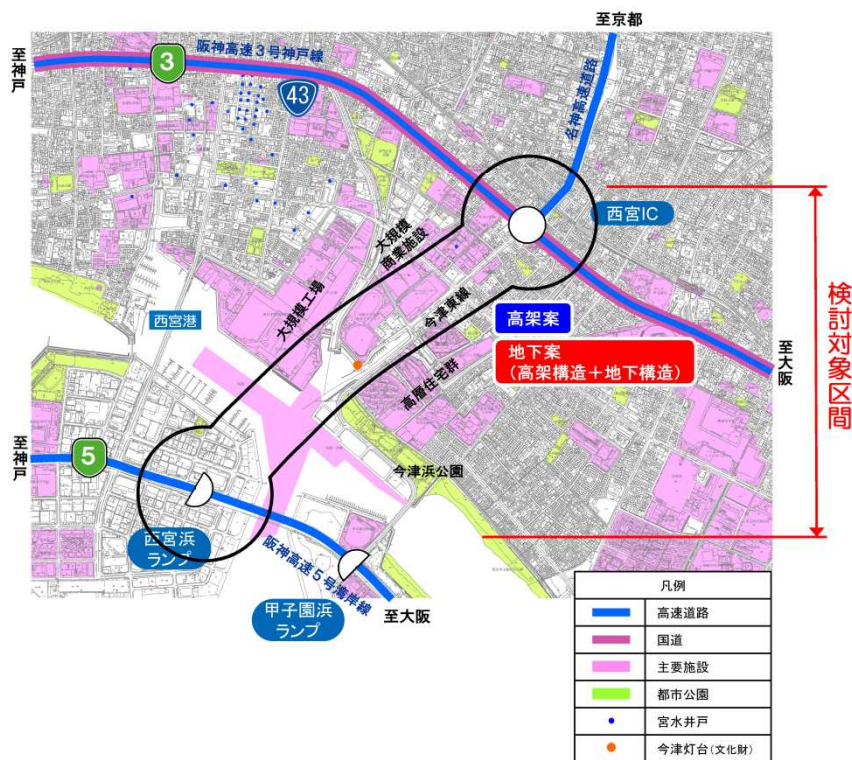 至京都
至神戸
3
阪神高速3号神戸線
43
名神高速道路
西宮IC
大規模
商業施設
大規模工場
今津東線
西宮港
高架案
地下案
(高架構造+地下構造)
高層住宅群
至大阪
検討対象区間
至神戸
5
今津浜公園
西宮浜
ランプ
阪神高速5号湾岸線
甲子園浜
ランプ
至大阪
凡例
高速道路
国道
主要施設
都市公園
宮水井戸
今津灯台(文化財)